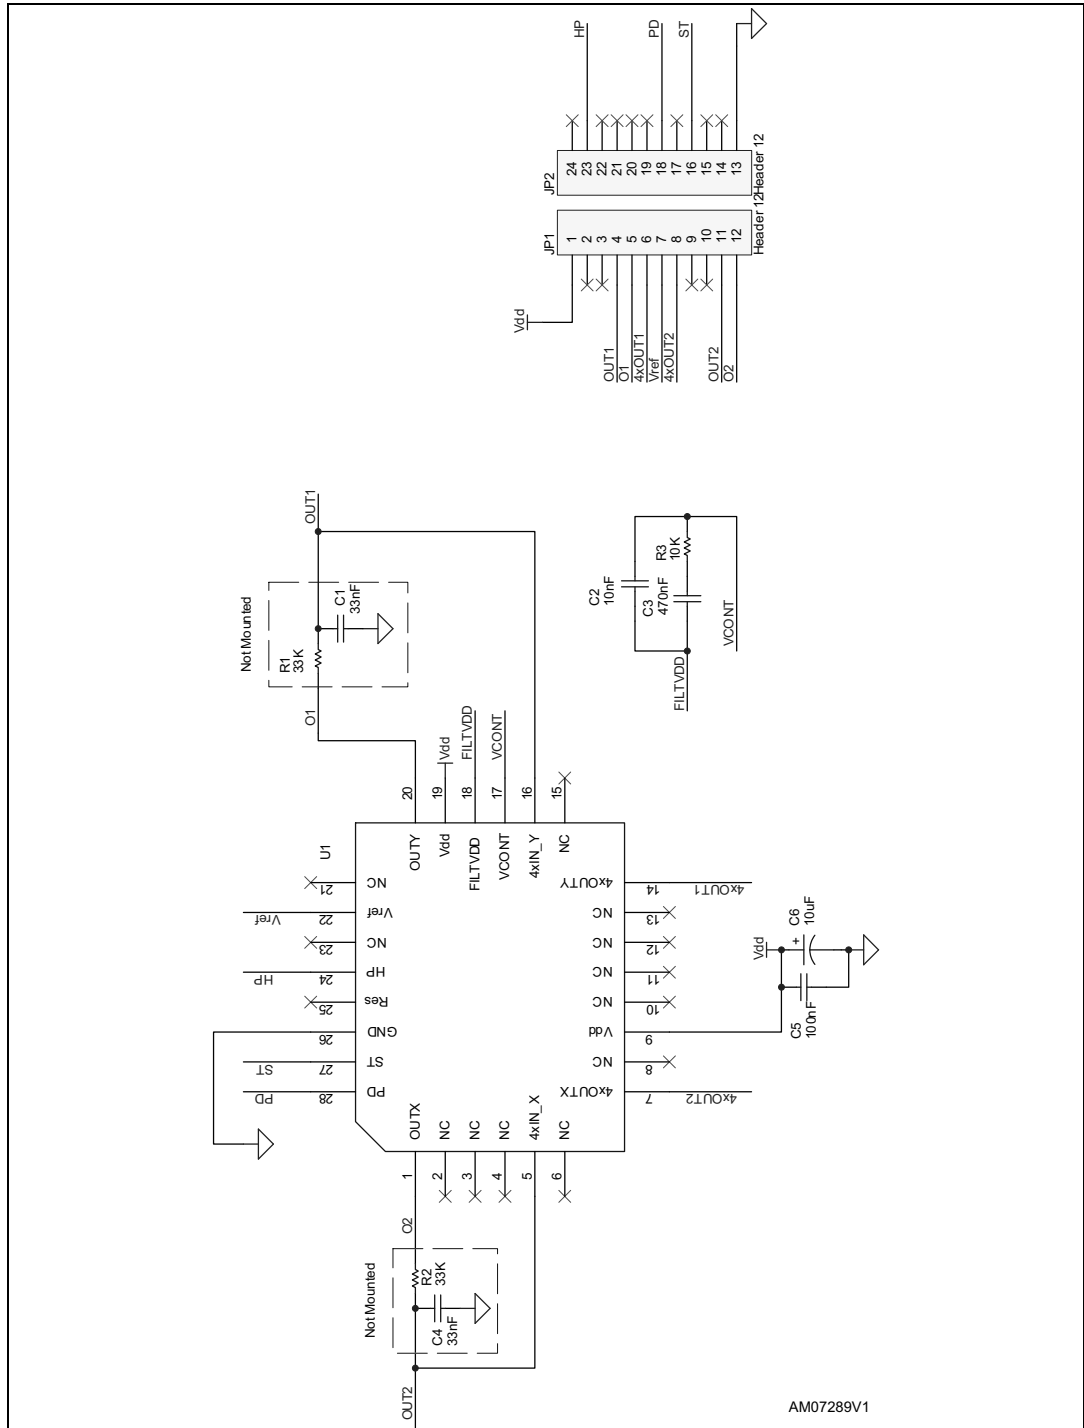 HP
PD
ST
JP2
24
23
22
21
20
19
18
17
16
15
14
13
Header 12
JP1
1
2
3
4
5
6
7
8
9
10
11
12
Header 12
Vdd
OUT1
O1
4xOUT1
Vref
4xOUT2
OUT2
O2
OUT1
Not Mounted
C1
33nF
R1
33K
O1
C2
10nF
C3
470nF
R3
10K
VCONT
FILTVDD
Vdd
FILTVDD
VCONT
20
19
18
17
16
15
U1
OUTY
Vdd
FILTVDD
VCONT
4xIN_Y
NC
21
NC
Vref
22
Vref
23
NC
HP
24
HP
25
Res
26
GND
ST
27
ST
PD
28
PD
4xOUTY
14
4xOUT1
NC
13
NC
12
NC
11
NC
10
Vdd
9
NC
8
4xOUTX
7
4xOUT2
Vdd
+
C6
10uF
C5
100nF
OUTX
NC
NC
NC
4xIN_X
NC
1
2
3
4
5
6
O2
Not Mounted
R2
33K
C4
33nF
OUT2
AM07289V1